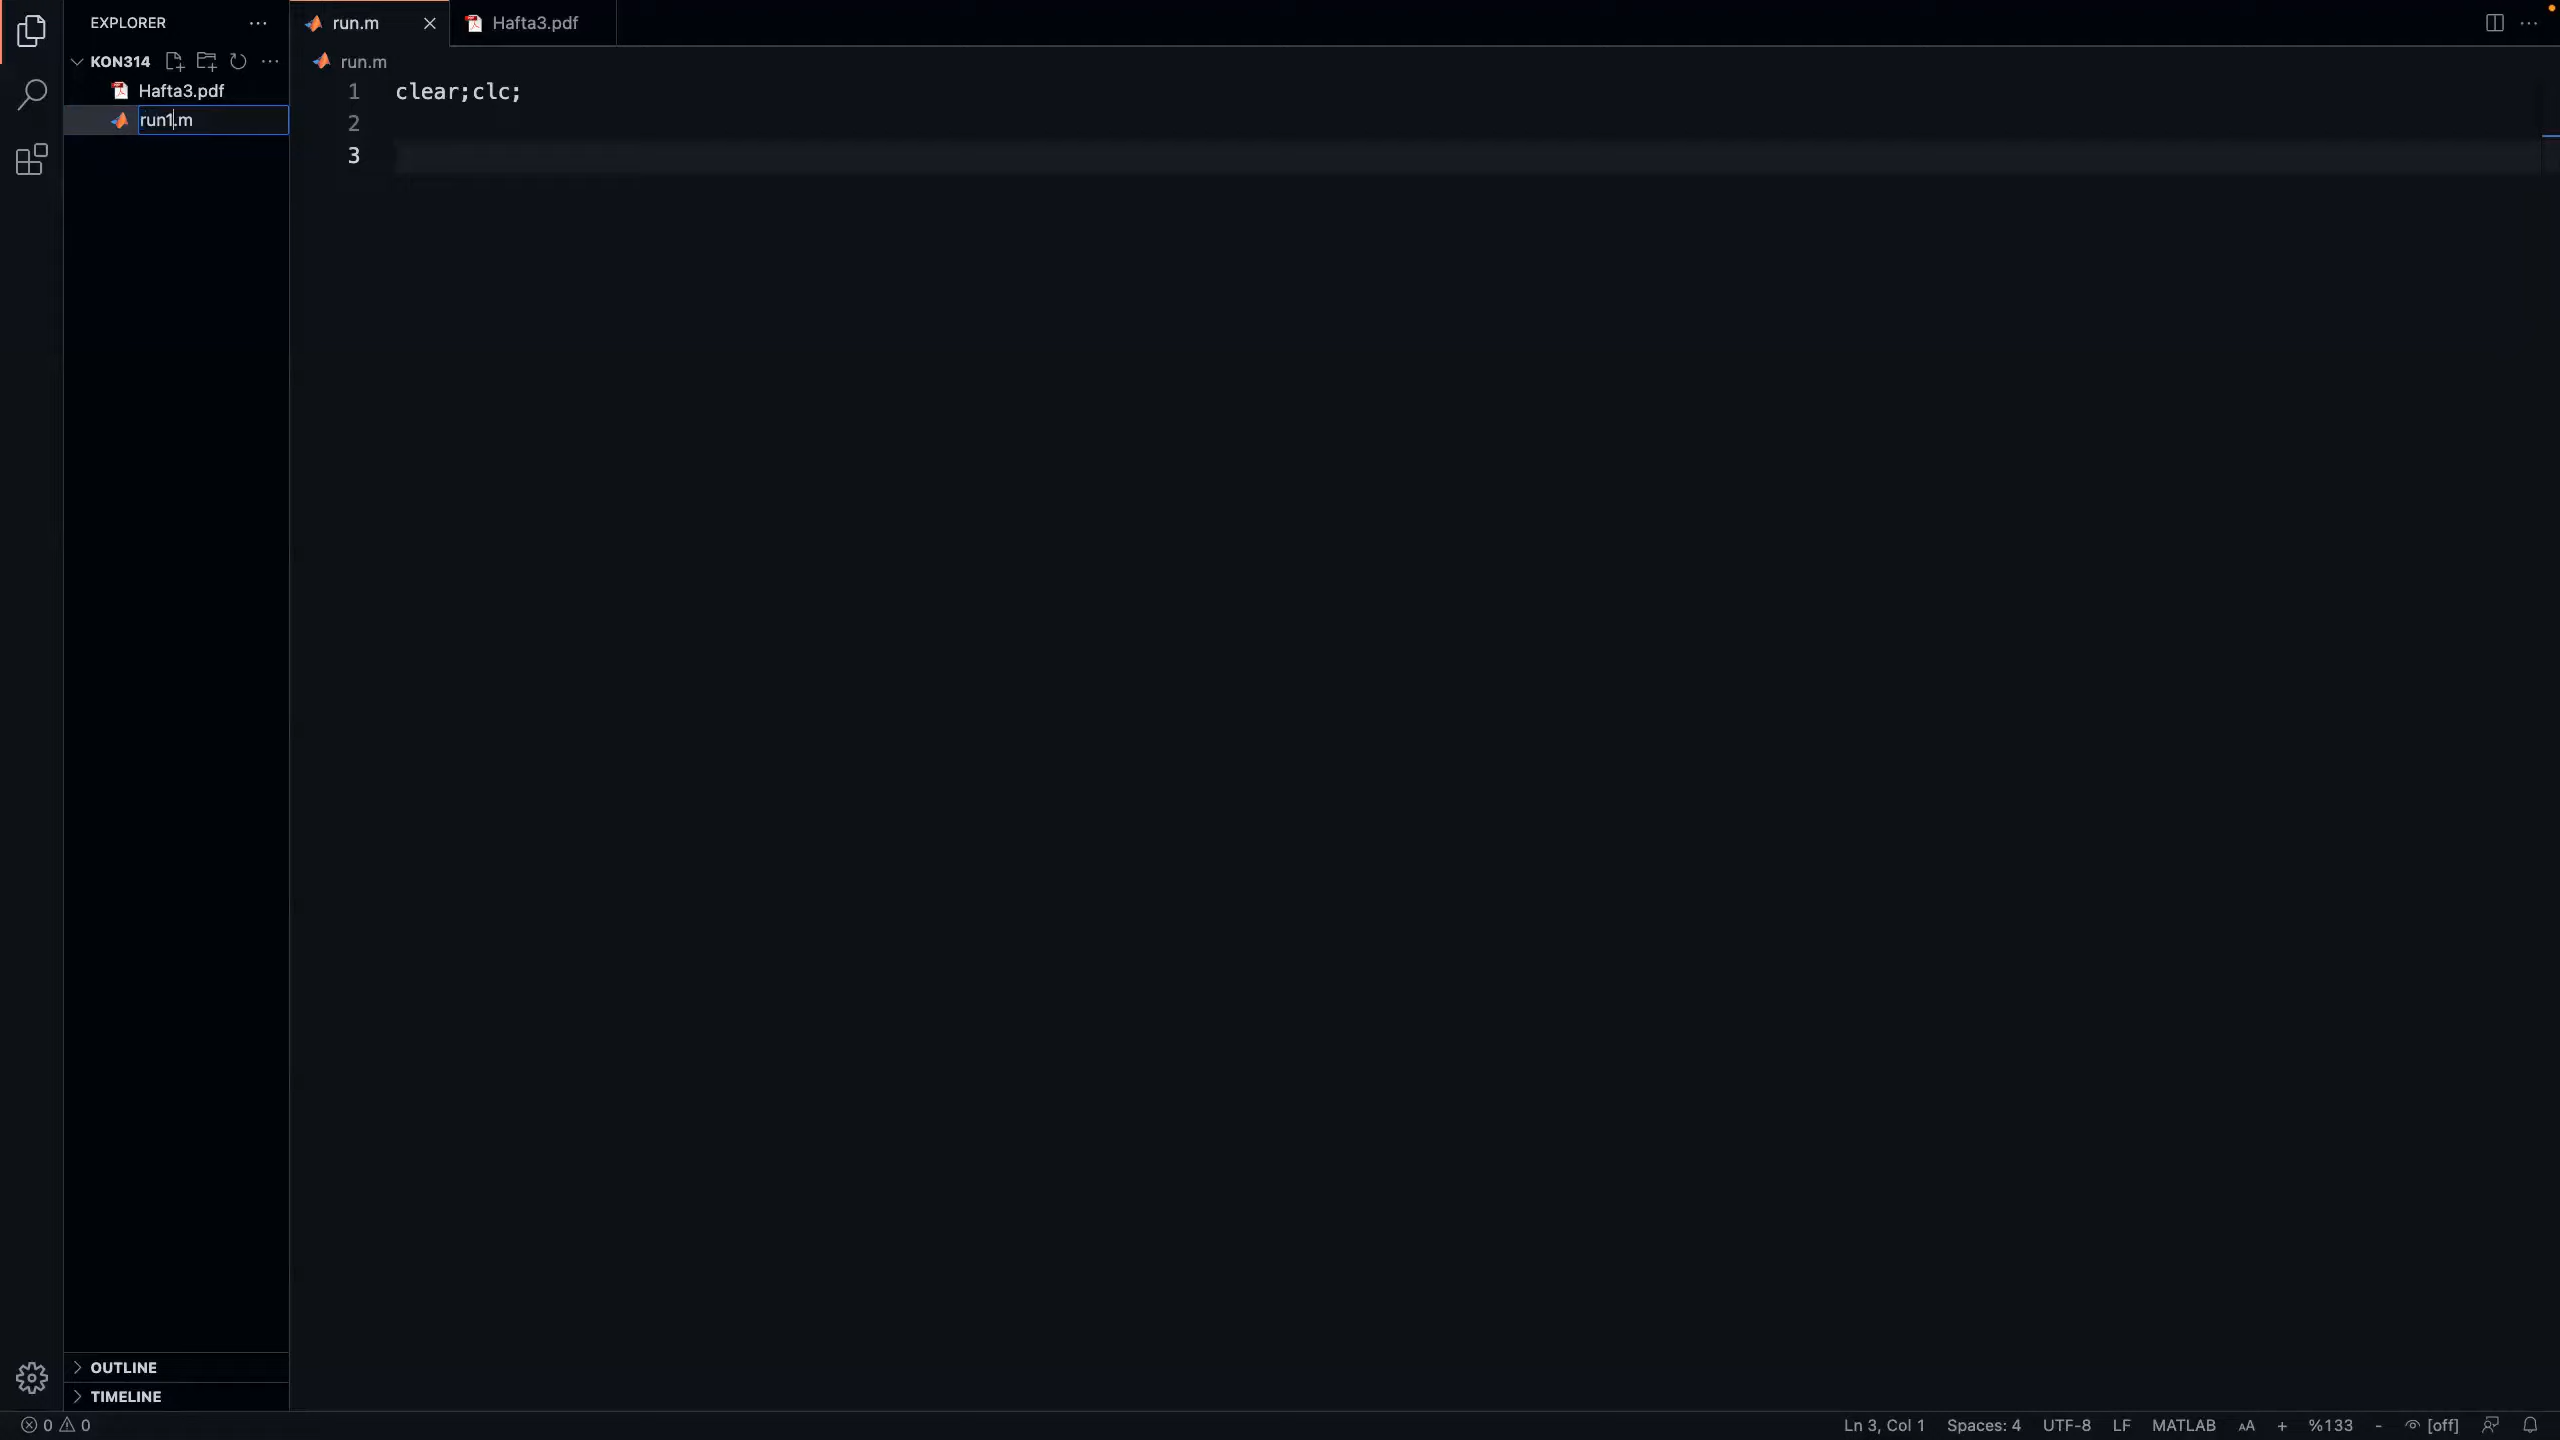 EXPLORER
KON314
Hafta3.pdf
run1.m
OUTLINE
TIMELINE
run.m
Hafta3.pdf
run.m
1 clear;clc;
2
3
0 0
Ln 3, Col 1 Spaces: 4 UTF-8 LF MATLAB AA + %133 - [off]